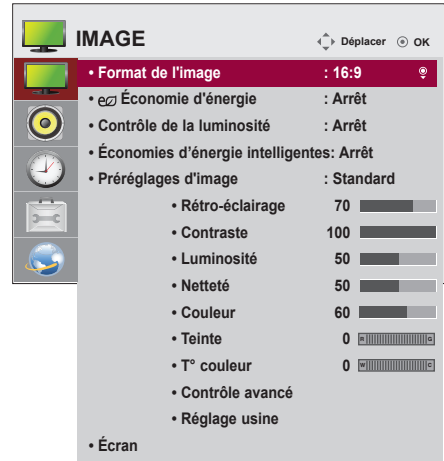 IMAGE Déplacer OK
• Format de l'image : 16:9
• Économie d'énergie : Arrêt
• Contrôle de la luminosité : Arrêt
• Économies d’énergie intelligentes: Arrêt
• Préréglages d'image : Standard
• Rétro-éclairage 70
• Contraste 100
• Luminosité 50
• Netteté 50
• Couleur 60
• Teinte 0 R G
• T° couleur 0 W C
• Contrôle avancé
• Réglage usine
• Écran